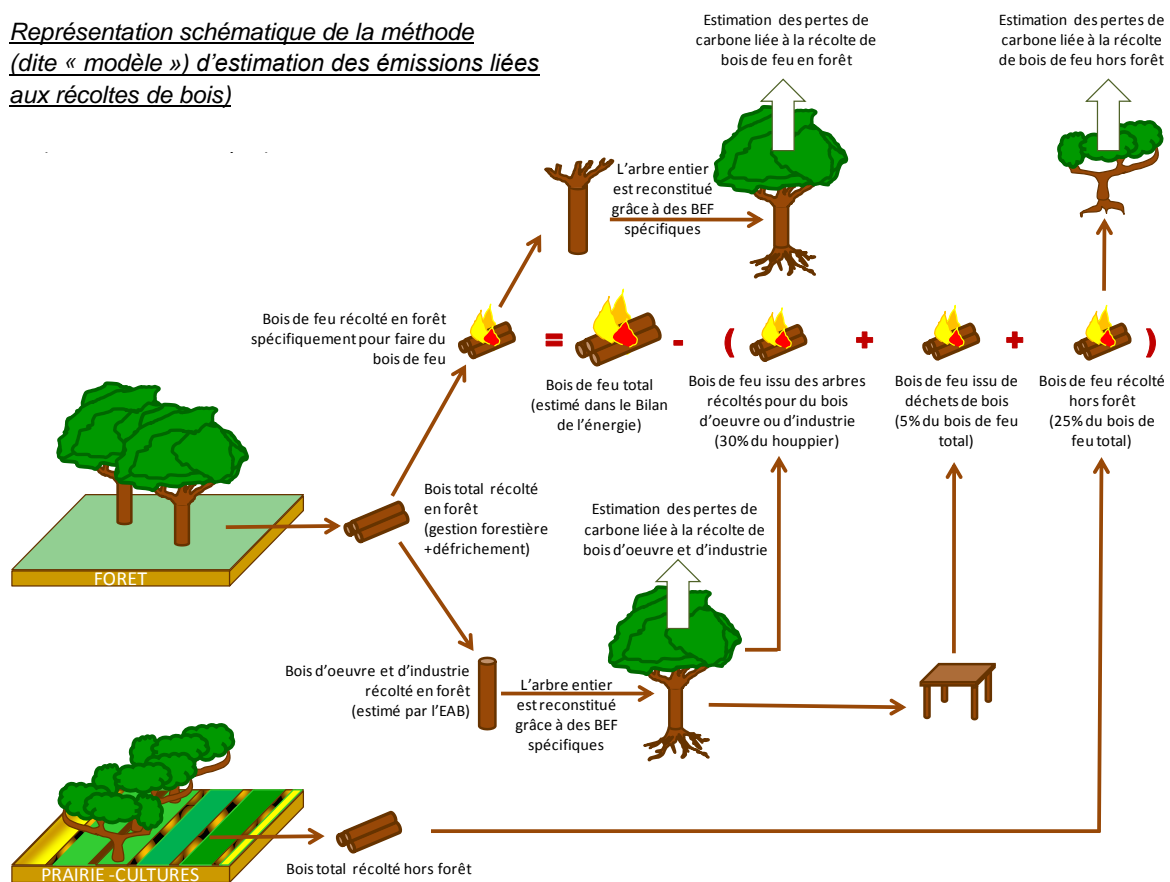 Représentation schématique de la méthode
(dite « modèle ») d'estimation des émissions liées
aux récoltes de bois)
Estimation des pertes de
carbone liée à la récolte de
bois de feu en forêt
Estimation des pertes de
carbone liée à la récolte
de bois de feu hors forêt
L'arbre entier
est reconstitué
grâce à des BEF
spécifiques
Bois de feu récolté en forêt
spécifiquement pour faire du
bois de feu
=
-
(
+
+
)
Bois de feu total
(estimé dans le Bilan
de l'énergie)
Bois de feu issu des arbres
récoltés pour du bois
d'oeuvre ou d'industrie
(30% du houppier)
Bois de feu issu de
déchets de bois
(5% du bois de feu
total)
Bois de feu récolté
hors forêt
(25% du bois de
feu total)
Bois total récolté
en forêt
(gestion forestière
+défrichement)
Estimation des pertes de
carbone liée à la récolte de
bois d'oeuvre et d'industrie
FORET
Bois d'oeuvre et d'industrie
récolté en forêt
(estimé par l'EAB)
L'arbre entier
est reconstitué
grâce à des BEF
spécifiques
Bois total récolté hors forêt
PRAIRIE -CULTURES